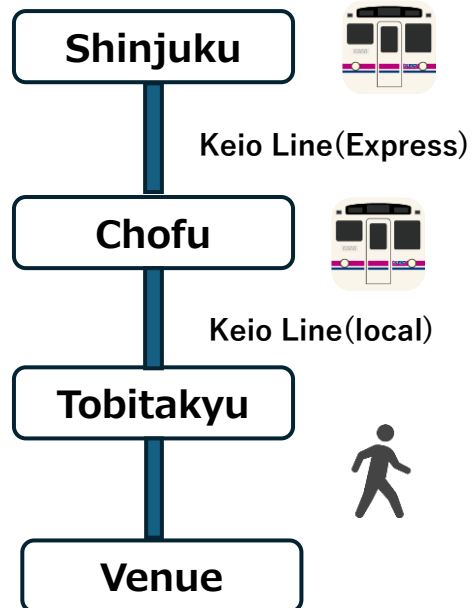 Shinjuku
Keio Line(Express)
Chofu
Keio Line(local)
Tobitakyu
Venue